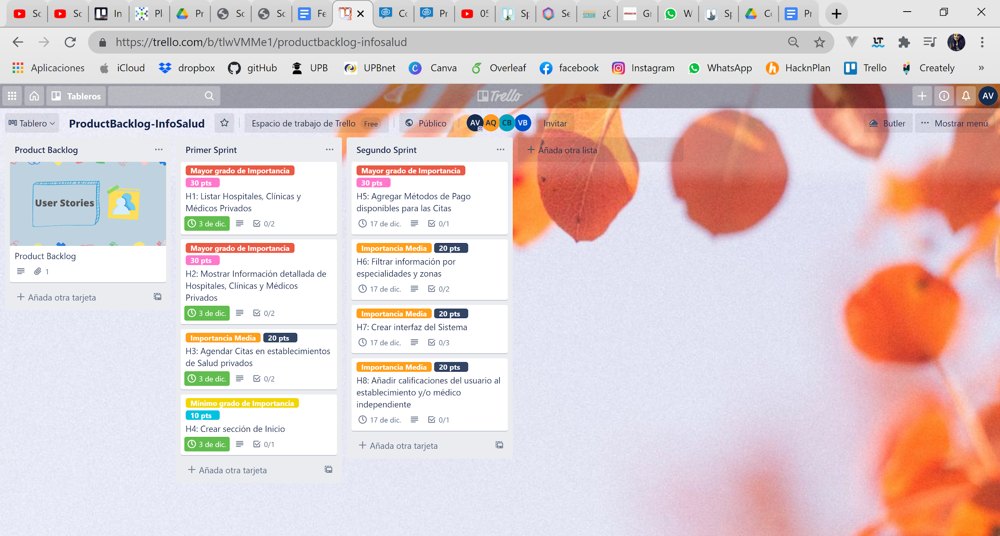 Sc
Sc
In
Pl
Pr
Sc
Sc
Fe
Co
Pr
05
Sp
Se
SCRUM
¿C
Gr
W
Sp
Co
Pr
https://trello.com/b/tlwVMMe1/productbacklog-infosalud
LT
Aplicaciones
iCloud
dropbox
gitHub
UPB
UPBnet
Canva
Overleaf
facebook
Instagram
WhatsApp
HacknPlan
Trello
Creately
»
Tableros
Trello
AV
Tablero
ProductBacklog-InfoSalud
Espacio de trabajo de Trello Free
Público
AV AQ CB VB
Invitar
Butler
··· Mostrar menú
Product Backlog ···
User Stories
Product Backlog
1
+ Añada otra tarjeta
Primer Sprint ···
Mayor grado de Importancia
30 pts
H1: Listar Hospitales, Clínicas y
Médicos Privados
3 de dic. 0/2
Mayor grado de Importancia
30 pts
H2: Mostrar Información detallada de
Hospitales, Clínicas y Médicos
Privados
3 de dic. 0/2
Importancia Media 20 pts
H3: Agendar Citas en establecimientos
de Salud privados
3 de dic. 0/2
Mínimo grado de Importancia
10 pts
H4: Crear sección de Inicio
3 de dic. 0/1
+ Añada otra tarjeta
Segundo Sprint ···
Mayor grado de Importancia
30 pts
H5: Agregar Métodos de Pago
disponibles para las Citas
17 de dic. 0/1
Importancia Media 20 pts
H6: Filtrar información por
especialidades y zonas
17 de dic. 0/2
Importancia Media 20 pts
H7: Crear interfaz del Sistema
17 de dic. 0/3
Importancia Media 20 pts
H8: Añadir calificaciones del usuario al
establecimiento y/o médico
independiente
17 de dic. 0/1
+ Añada otra tarjeta
+ Añada otra lista